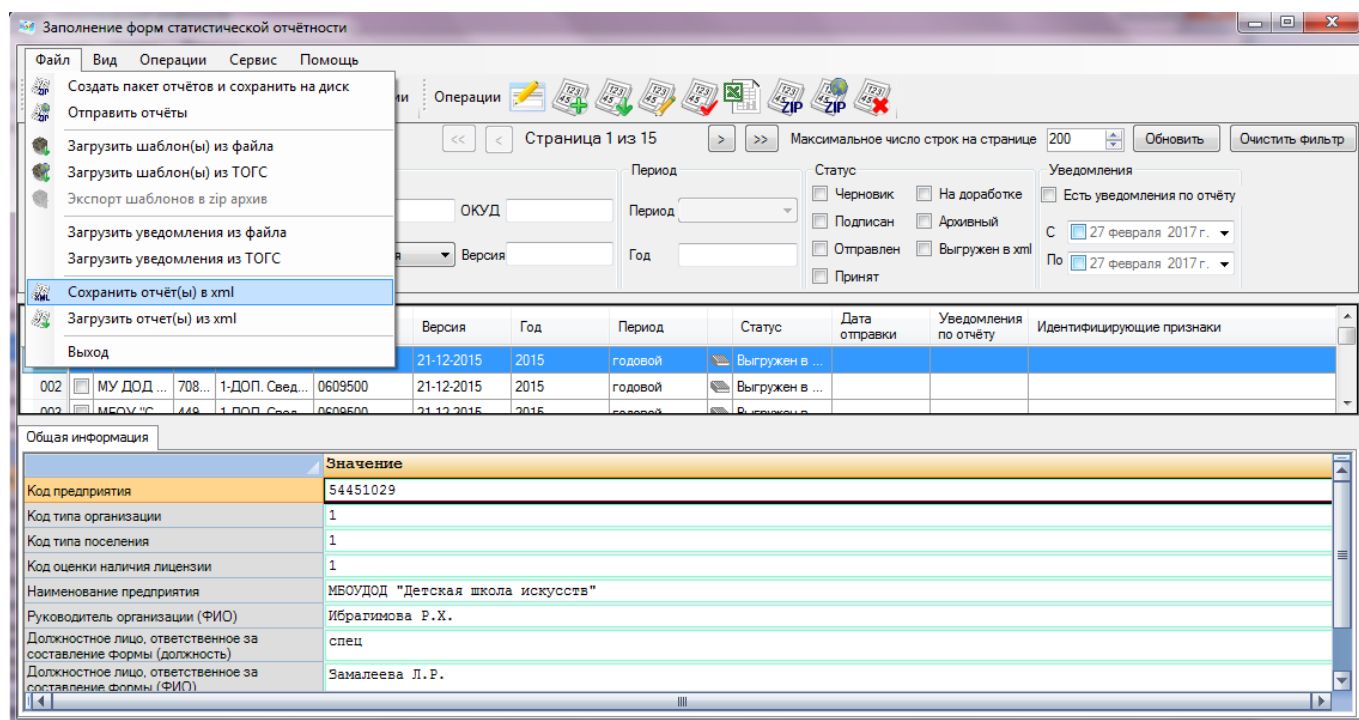 Заполнение форм статистической отчётности
Файл Вид Операции Сервис Помощь
Создать пакет отчётов и сохранить на диск
Отправить отчёты
Загрузить шаблон(ы) из файла
Загрузить шаблон(ы) из ТОГС
Экспорт шаблонов в zip архив
Загрузить уведомления из файла
Загрузить уведомления из ТОГС
Сохранить отчёт(ы) в xml
Загрузить отчет(ы) из xml
Выход
Операции
<< < Страница 1 из 15 > >> Максимальное число строк на странице 200 Обновить Очистить фильтр
Период Статус Уведомления
ОКУД Период Черновик На доработке Есть уведомления по отчёту
Подписан Архивный С 27 февраля 2017 г.
Версия Год Отправлен Выгружен в xml По 27 февраля 2017 г.
Принят
Версия Год Период Статус Дата отправки Уведомления по отчёту Идентифицирующие признаки
21-12-2015 2015 годовой Выгружен в ...
002 МУ ДОД ... 708... 1-ДОП. Свед... 0609500 21-12-2015 2015 годовой Выгружен в ...
Общая информация
Значение
Код предприятия 54451029
Код типа организации 1
Код типа поселения 1
Код оценки наличия лицензии 1
Наименование предприятия МБОУДОД "Детская школа искусств"
Руководитель организации (ФИО) Ибрагимова Р.Х.
Должностное лицо, ответственное за
составление формы (должность) спец
Должностное лицо, ответственное за
составление формы (ФИО) Замалеева Л.Р.